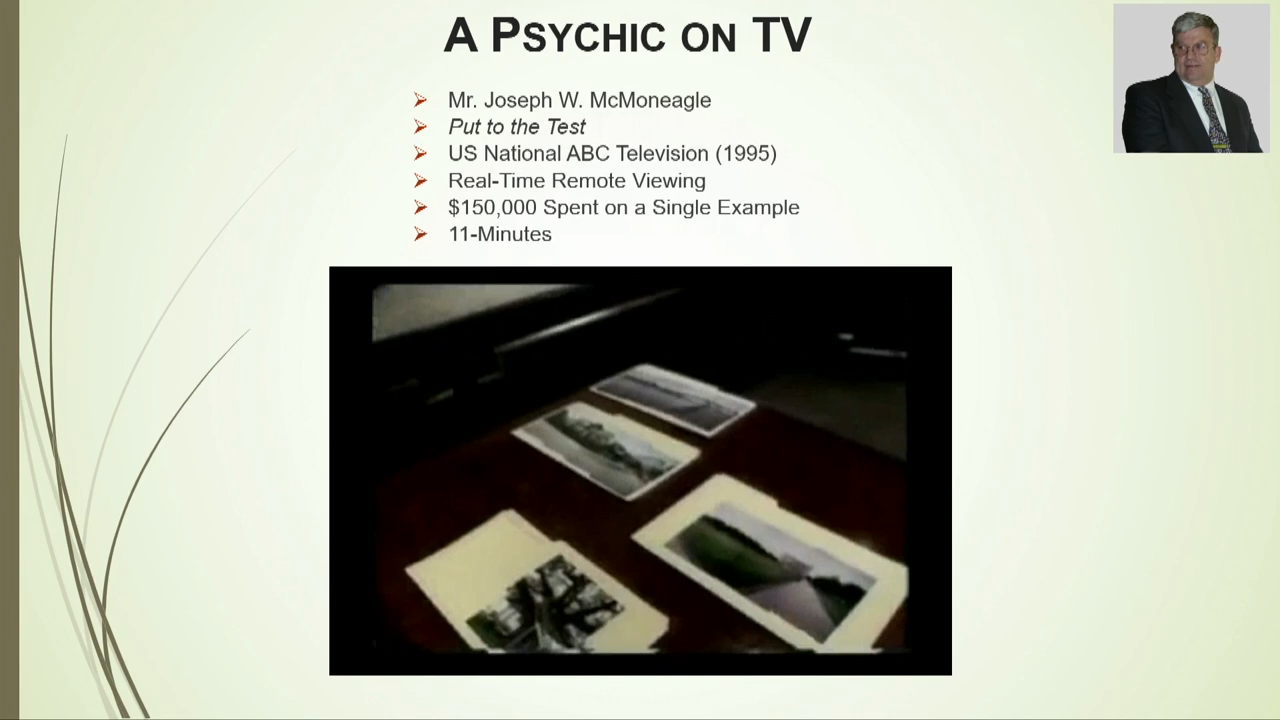 A PSYCHIC ON TV
Mr. Joseph W. McMoneagle
Put to the Test
US National ABC Television (1995)
Real-Time Remote Viewing
$150,000 Spent on a Single Example
11-Minutes